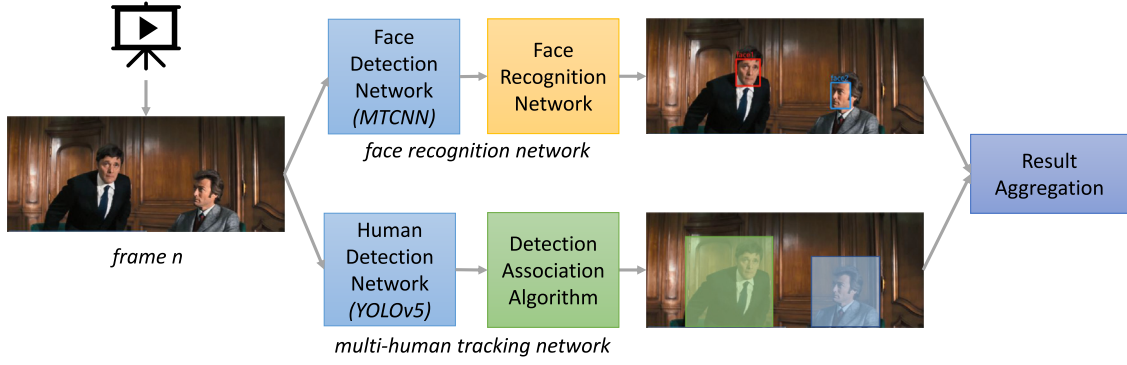 Face
Detection
Network
(MTCNN)
Face
Recognition
Network
face recognition network
face1
Result
Aggregation
frame n
Human
Detection
Network
(YOLOv5)
Detection
Association
Algorithm
multi-human tracking network